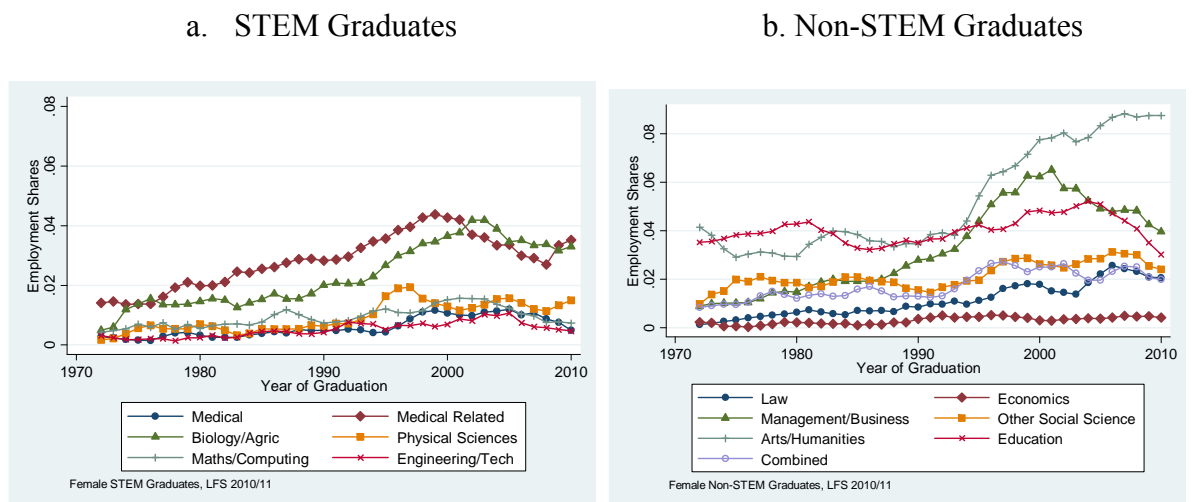 a. STEM Graduates
b. Non-STEM Graduates
Employment Shares
0
.02
.04
.06
.08
1970
1980
1990
2000
2010
Year of Graduation
Medical
Medical Related
Biology/Agric
Physical Sciences
Maths/Computing
Engineering/Tech
Female STEM Graduates, LFS 2010/11
Employment Shares
0
.02
.04
.06
.08
1970
1980
1990
2000
2010
Year of Graduation
Law
Economics
Management/Business
Other Social Science
Arts/Humanities
Education
Combined
Female Non-STEM Graduates, LFS 2010/11